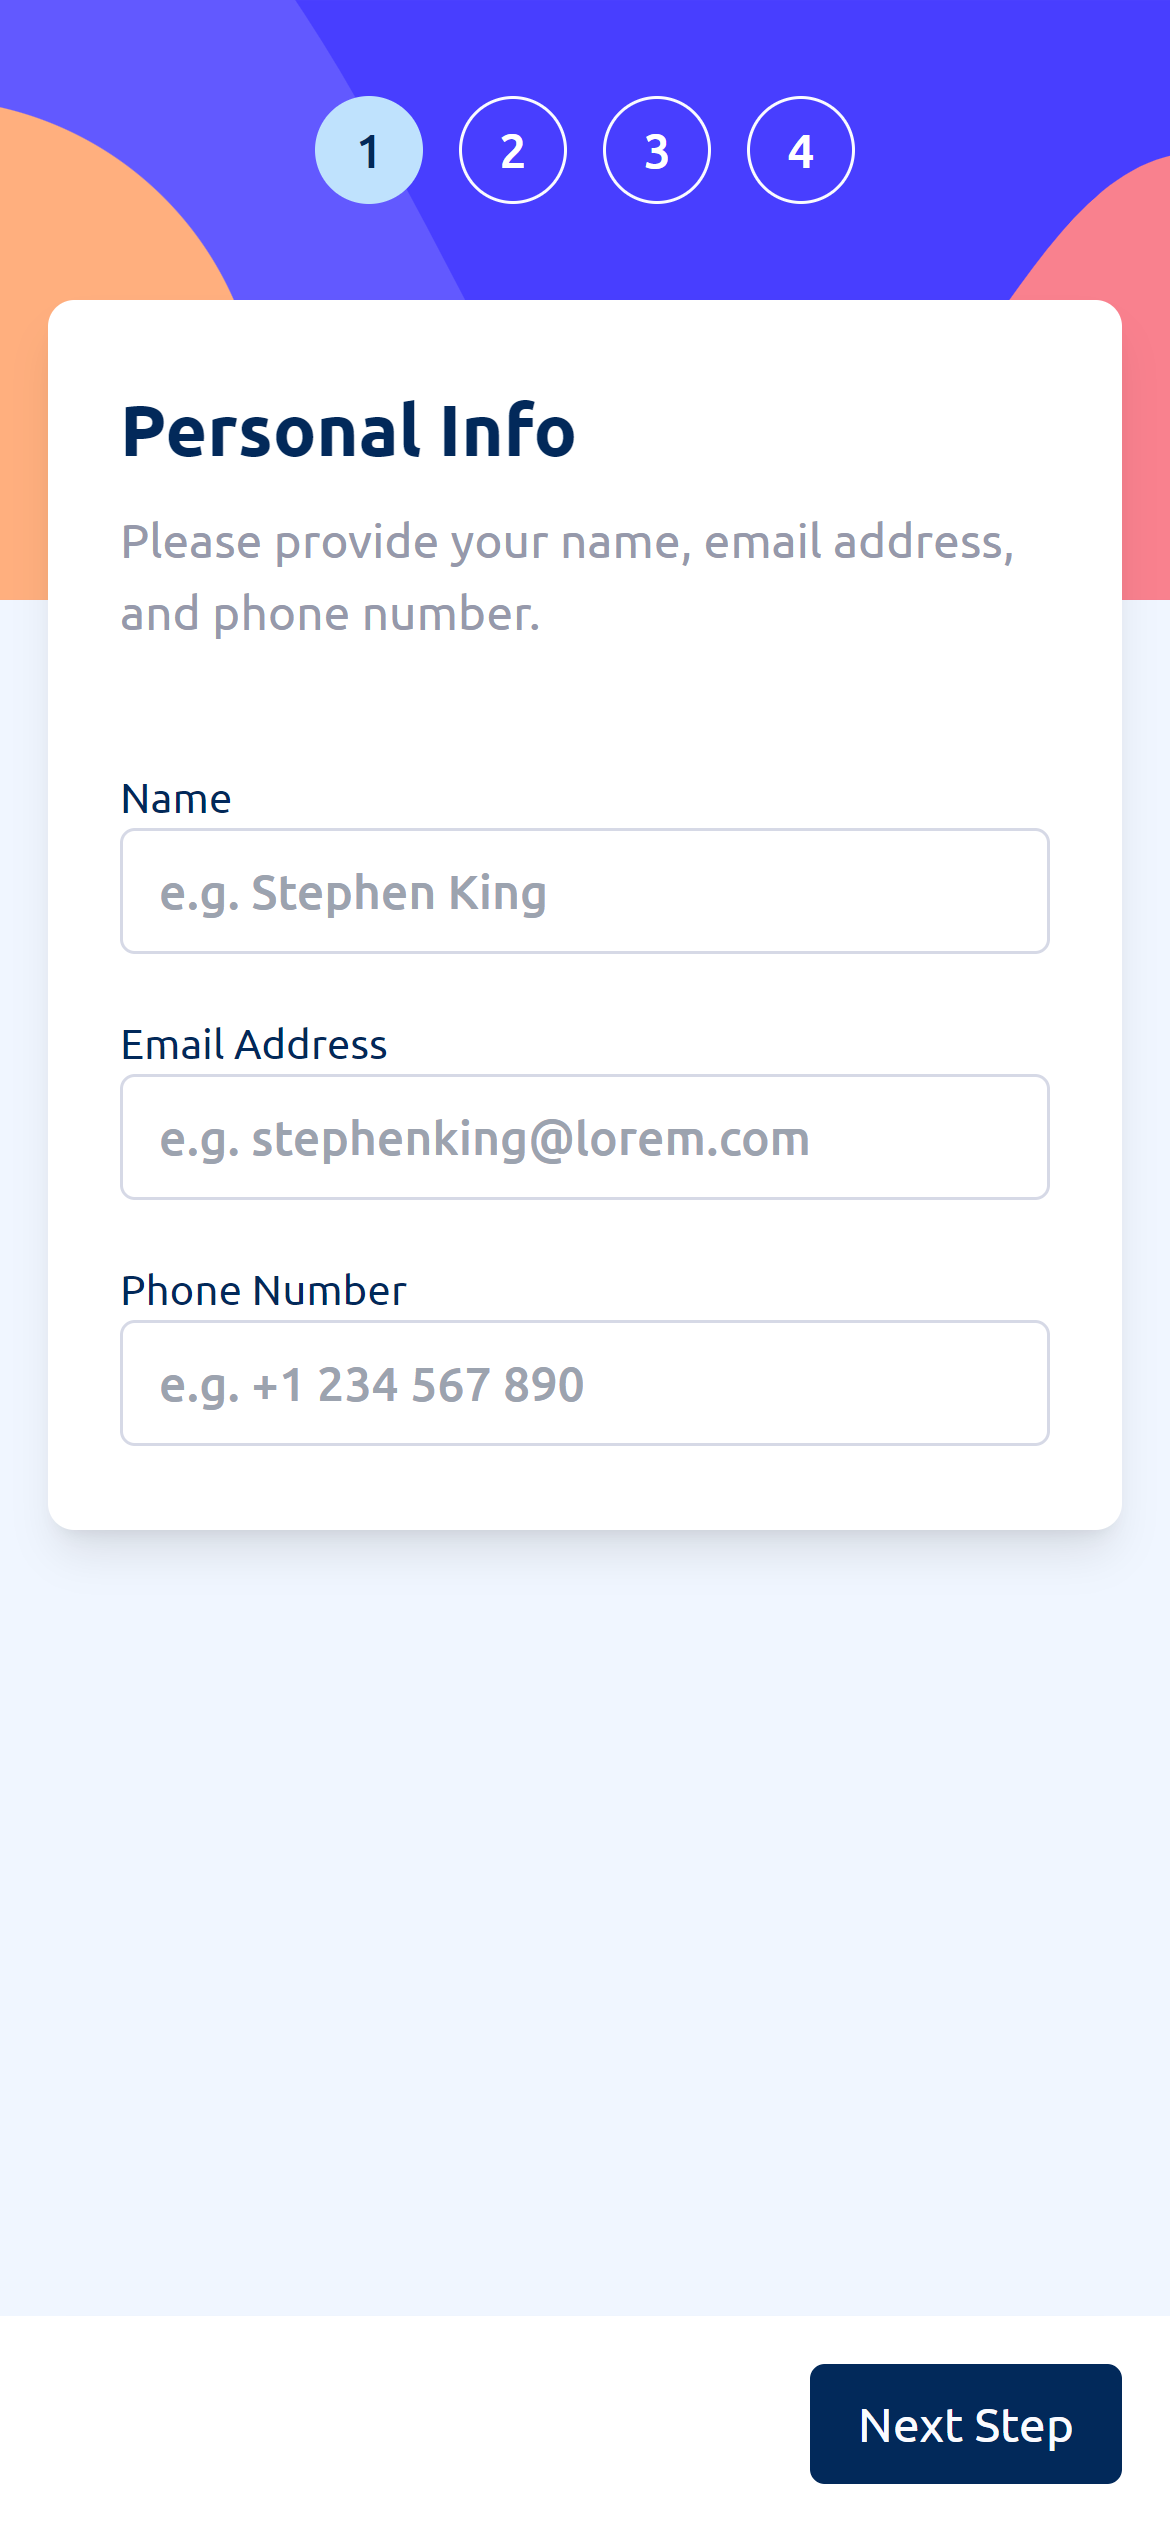 1 2 3 4
Personal Info
Please provide your name, email address,
and phone number.
Name
e.g. Stephen King
Email Address
e.g. stephenking@lorem.com
Phone Number
e.g. +1 234 567 890
Next Step